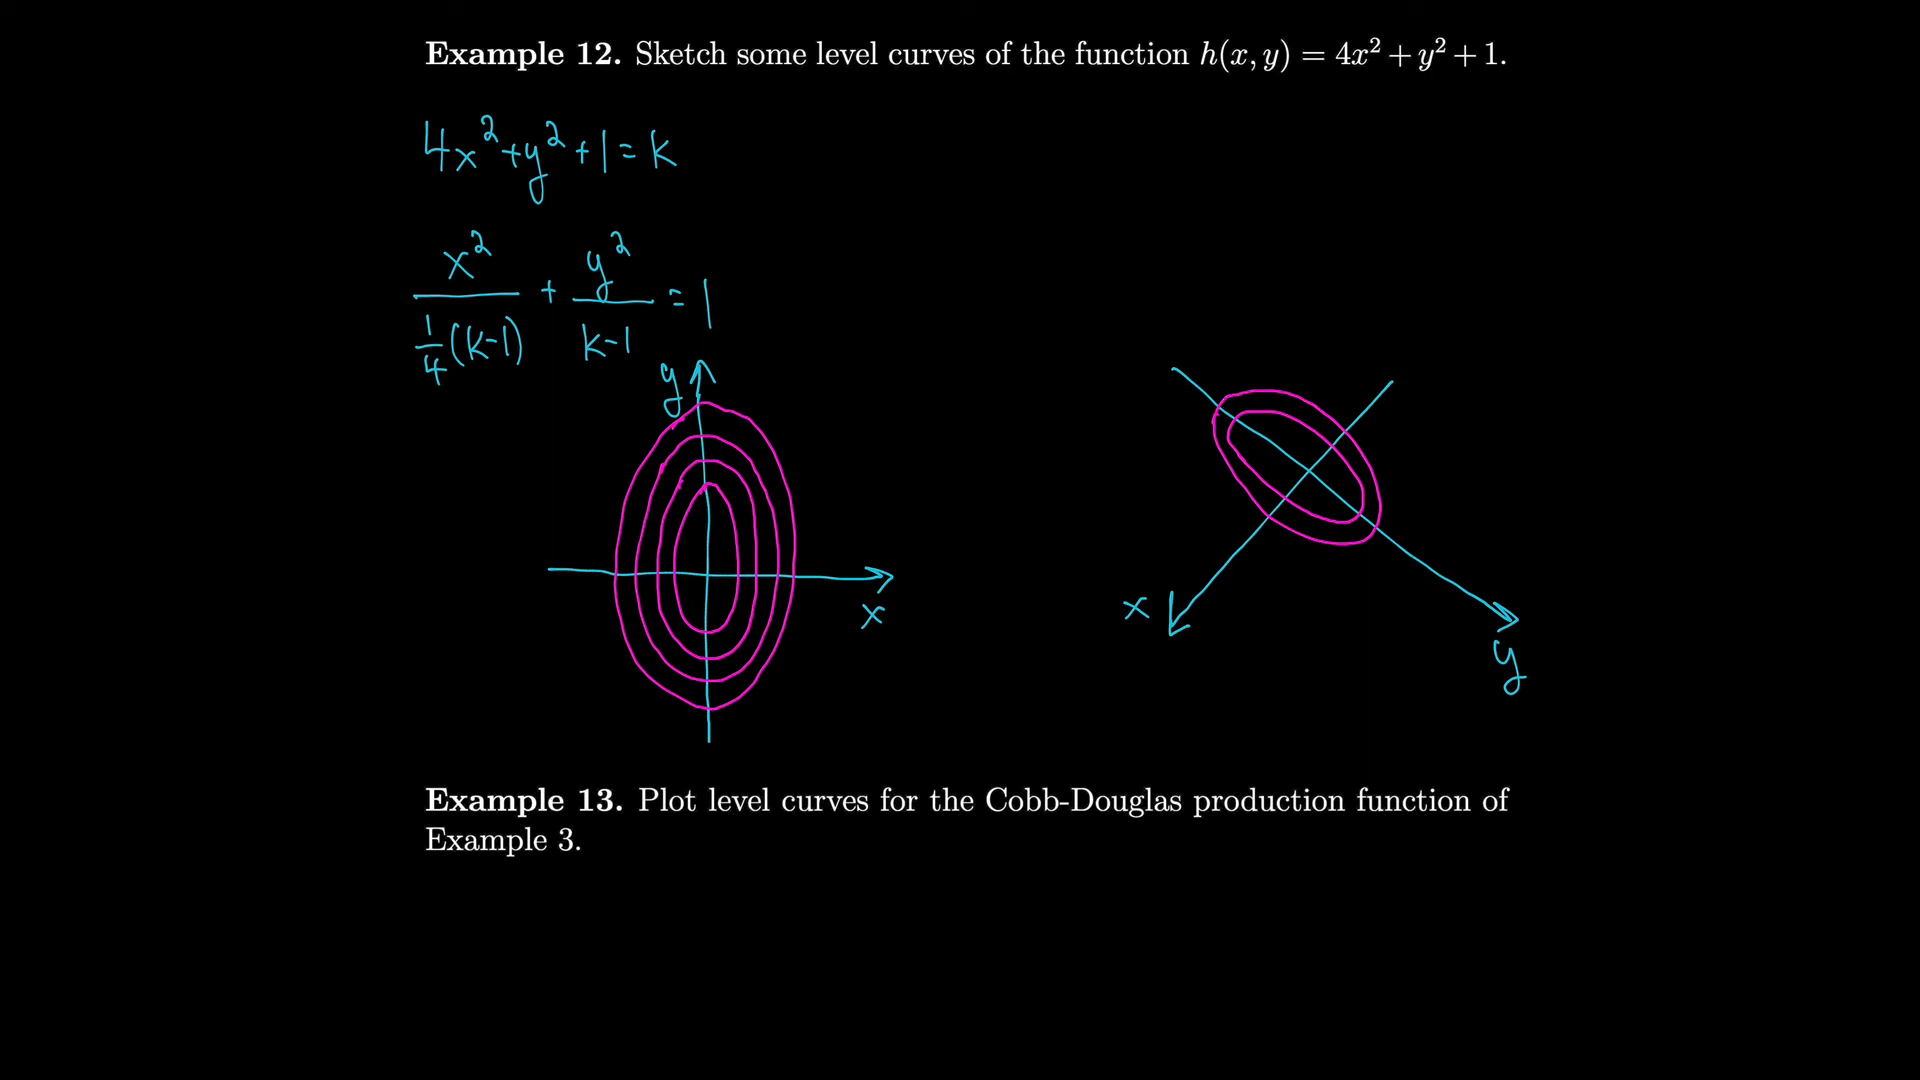 Example 12. Sketch some level curves of the function h(x, y) = 4x² + y² + 1.
4x² + y² + 1 = k
x² / (1/4 (k-1)) + y² / (k-1) = 1
y
x
x
y
Example 13. Plot level curves for the Cobb-Douglas production function of
Example 3.